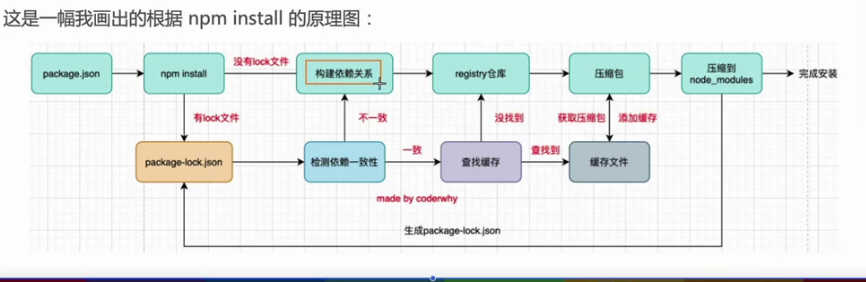 这是一幅我画出的根据 npm install 的原理图：
package.json
npm install
没有lock文件
构建依赖关系
registry仓库
压缩包
压缩到
node_modules
完成安装
有lock文件
不一致
没找到
获取压缩包
添加缓存
package-lock.json
检测依赖一致性
一致
查找缓存
查找到
缓存文件
made by coderwhy
生成package-lock.json